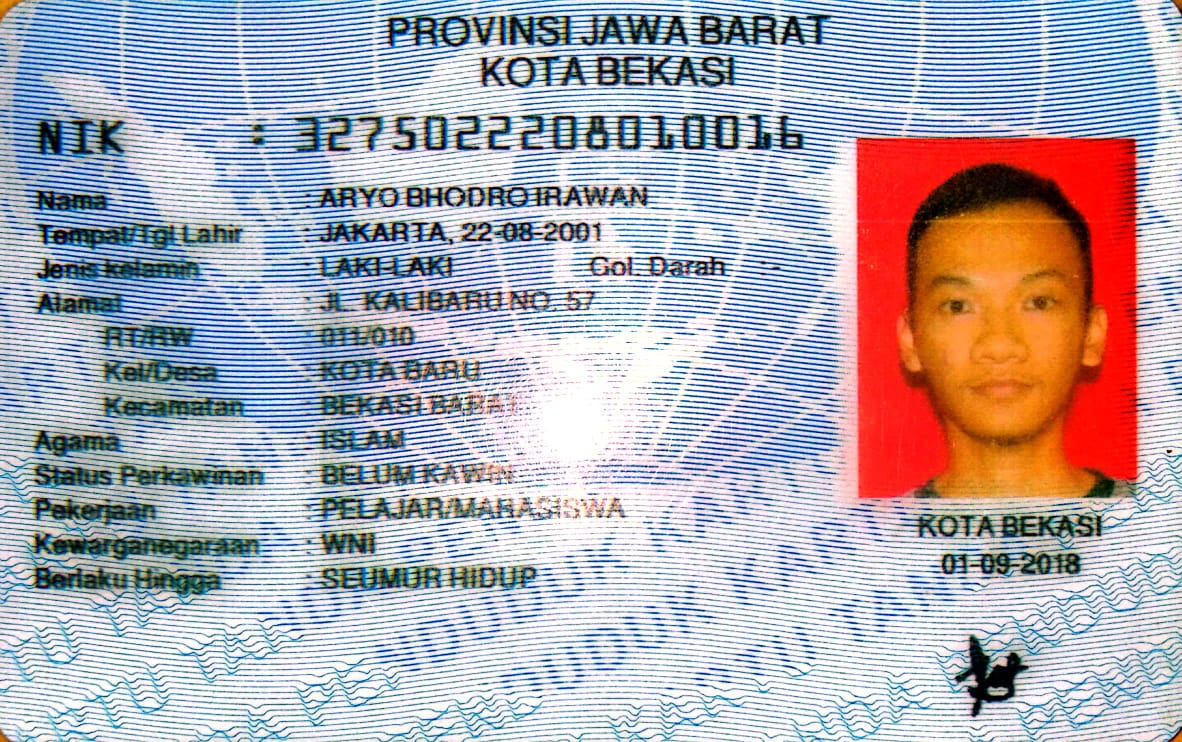 PROVINSI JAWA BARAT
KOTA BEKASI
NIK : 3275022208010016
Nama : ARYO BHODRO IRAWAN
Tempat/Tgl Lahir : JAKARTA, 22-08-2001
Jenis kelamin : LAKI-LAKI Gol. Darah : -
Alamat : JL. KALIBARU NO. 57
RT/RW : 011/010
Kel/Desa : KOTA BARU
Kecamatan : BEKASI BARAT
Agama : ISLAM
Status Perkawinan : BELUM KAWIN
Pekerjaan : PELAJAR/MAHASISWA
Kewarganegaraan : WNI
Berlaku Hingga : SEUMUR HIDUP
KOTA BEKASI
01-09-2018